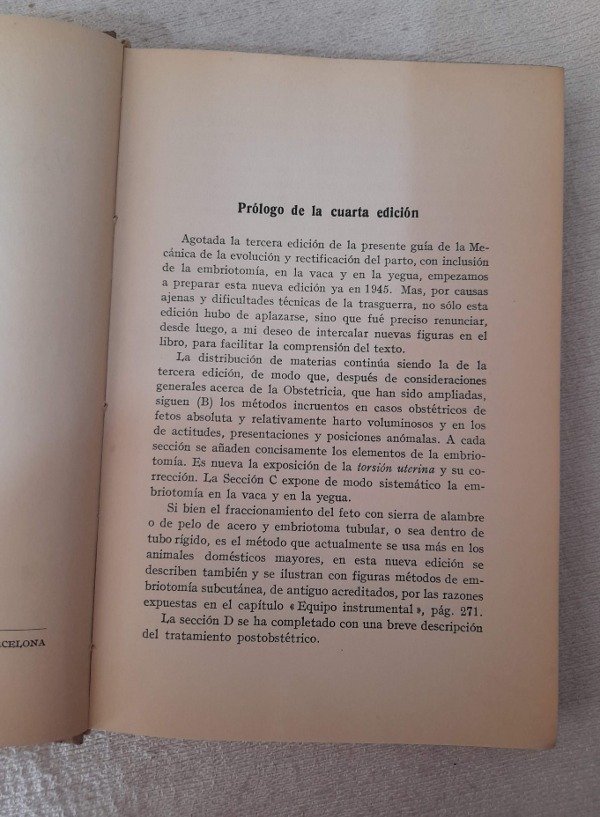 Prólogo de la cuarta edición
Agotada la tercera edición de la presente guía de la Me-
cánica de la evolución y rectificación del parto, con inclusión
de la embriotomía, en la vaca y en la yegua, empezamos
a preparar esta nueva edición ya en 1945. Mas, por causas
ajenas y dificultades técnicas de la trasguerra, no sólo esta
edición hubo de aplazarse, sino que fué preciso renunciar,
desde luego, a mi deseo de intercalar nuevas figuras en el
libro, para facilitar la comprensión del texto.
La distribución de materias continúa siendo la de la
tercera edición, de modo que, después de consideraciones
generales acerca de la Obstetricia, que han sido ampliadas,
siguen (B) los métodos incruentos en casos obstétricos de
fetos absoluta y relativamente harto voluminosos y en los
de actitudes, presentaciones y posiciones anómalas. A cada
sección se añaden concisamente los elementos de la embrio-
tomía. Es nueva la exposición de la torsión uterina y su co-
rrección. La Sección C expone de modo sistemático la em-
briotomía en la vaca y en la yegua.
Si bien el fraccionamiento del feto con sierra de alambre
o de pelo de acero y embriotoma tubular, o sea dentro de
tubo rígido, es el método que actualmente se usa más en los
animales domésticos mayores, en esta nueva edición se
describen también y se ilustran con figuras métodos de em-
briotomía subcutánea, de antiguo acreditados, por las razones
expuestas en el capítulo «Equipo instrumental», pág. 271.
La sección D se ha completado con una breve descripción
del tratamiento postobstétrico.
RCELONA